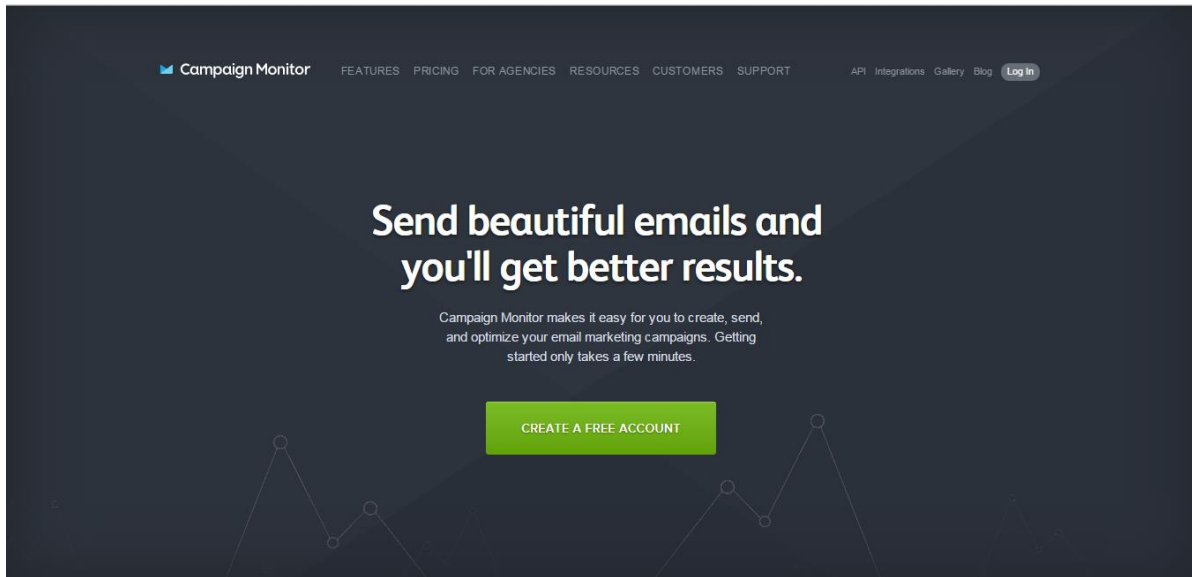 Campaign Monitor FEATURES PRICING FOR AGENCIES RESOURCES CUSTOMERS SUPPORT API Integrations Gallery Blog Log In
Send beautiful emails and
you'll get better results.
Campaign Monitor makes it easy for you to create, send,
and optimize your email marketing campaigns. Getting
started only takes a few minutes.
CREATE A FREE ACCOUNT